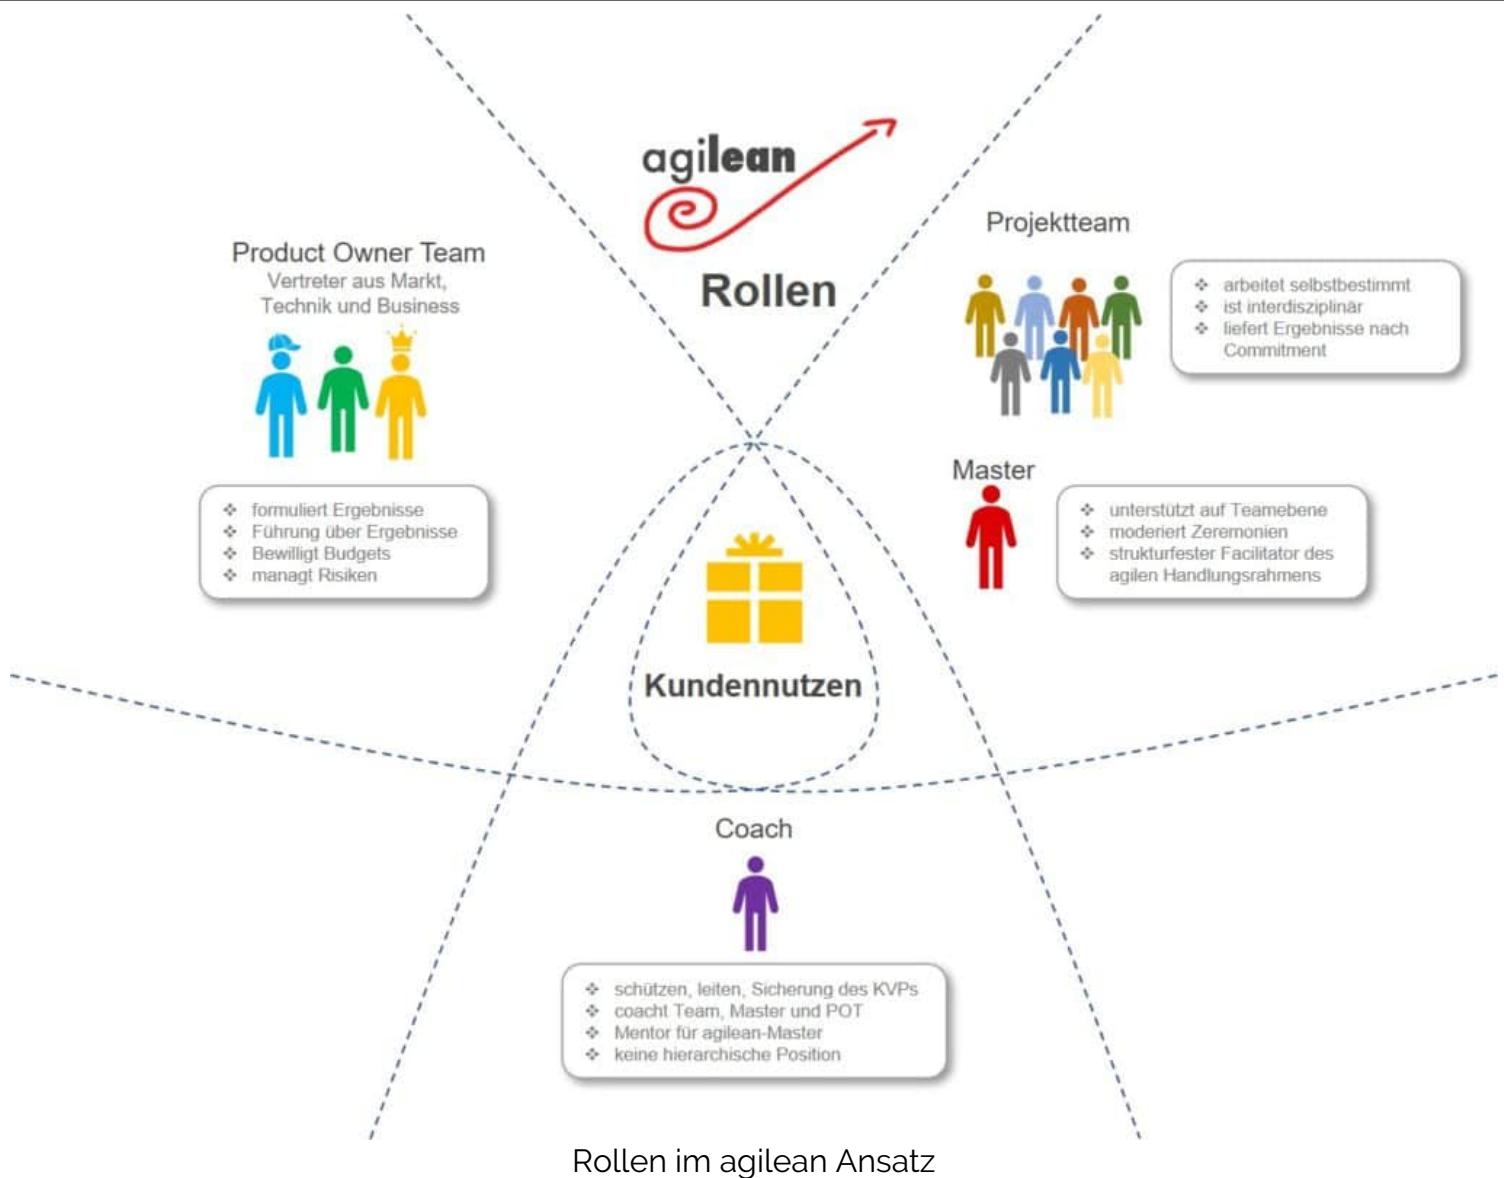 agilean
Rollen
Product Owner Team
Vertreter aus Markt,
Technik und Business
formuliert Ergebnisse
Führung über Ergebnisse
Bewilligt Budgets
managt Risiken
Projektteam
arbeitet selbstbestimmt
ist interdisziplinär
liefert Ergebnisse nach
Commitment
Master
unterstützt auf Teamebene
moderiert Zeremonien
strukturfester Facilitator des
agilen Handlungsrahmens
Kundennutzen
Coach
schützen, leiten, Sicherung des KVPs
coacht Team, Master und POT
Mentor für agilean-Master
keine hierarchische Position
Rollen im agilean Ansatz